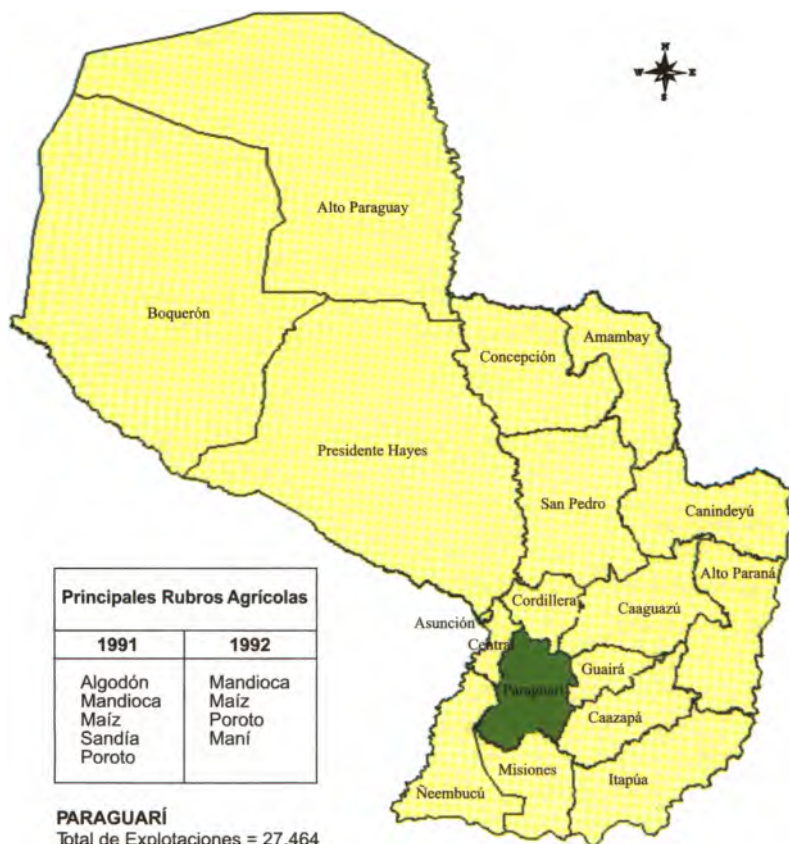 N
W E
S
Alto Paraguay
Boquerón
Concepción
Amambay
Presidente Hayes
San Pedro
Canindeyú
Alto Paraná
Cordillera
Caaguazú
Asunción
Central
Guairá
Paraguarí
Caazapá
Misiones
Itapúa
Ñeembucú
Principales Rubros Agrícolas
1991 1992
Algodón Mandioca
Mandioca Maíz
Maíz Poroto
Sandía Maní
Poroto
PARAGUARÍ
Total de Explotaciones = 27.464